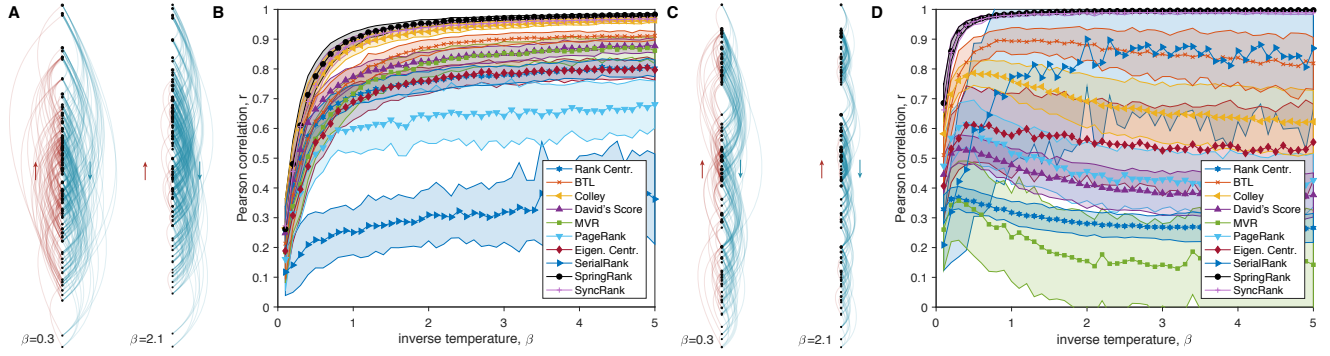 A
β=0.3
β=2.1
B
Pearson correlation, r
1
0.9
0.8
0.7
0.6
0.5
0.4
0.3
0.2
0.1
0
0
1
2
3
4
5
inverse temperature, β
Rank Centr.
BTL
Colley
David's Score
MVR
PageRank
Eigen. Centr.
SerialRank
SpringRank
SyncRank
C
β=0.3
β=2.1
D
Pearson correlation, r
1
0.9
0.8
0.7
0.6
0.5
0.4
0.3
0.2
0.1
0
0
1
2
3
4
5
inverse temperature, β
Rank Centr.
BTL
Colley
David's Score
MVR
PageRank
Eigen. Centr.
SerialRank
SpringRank
SyncRank